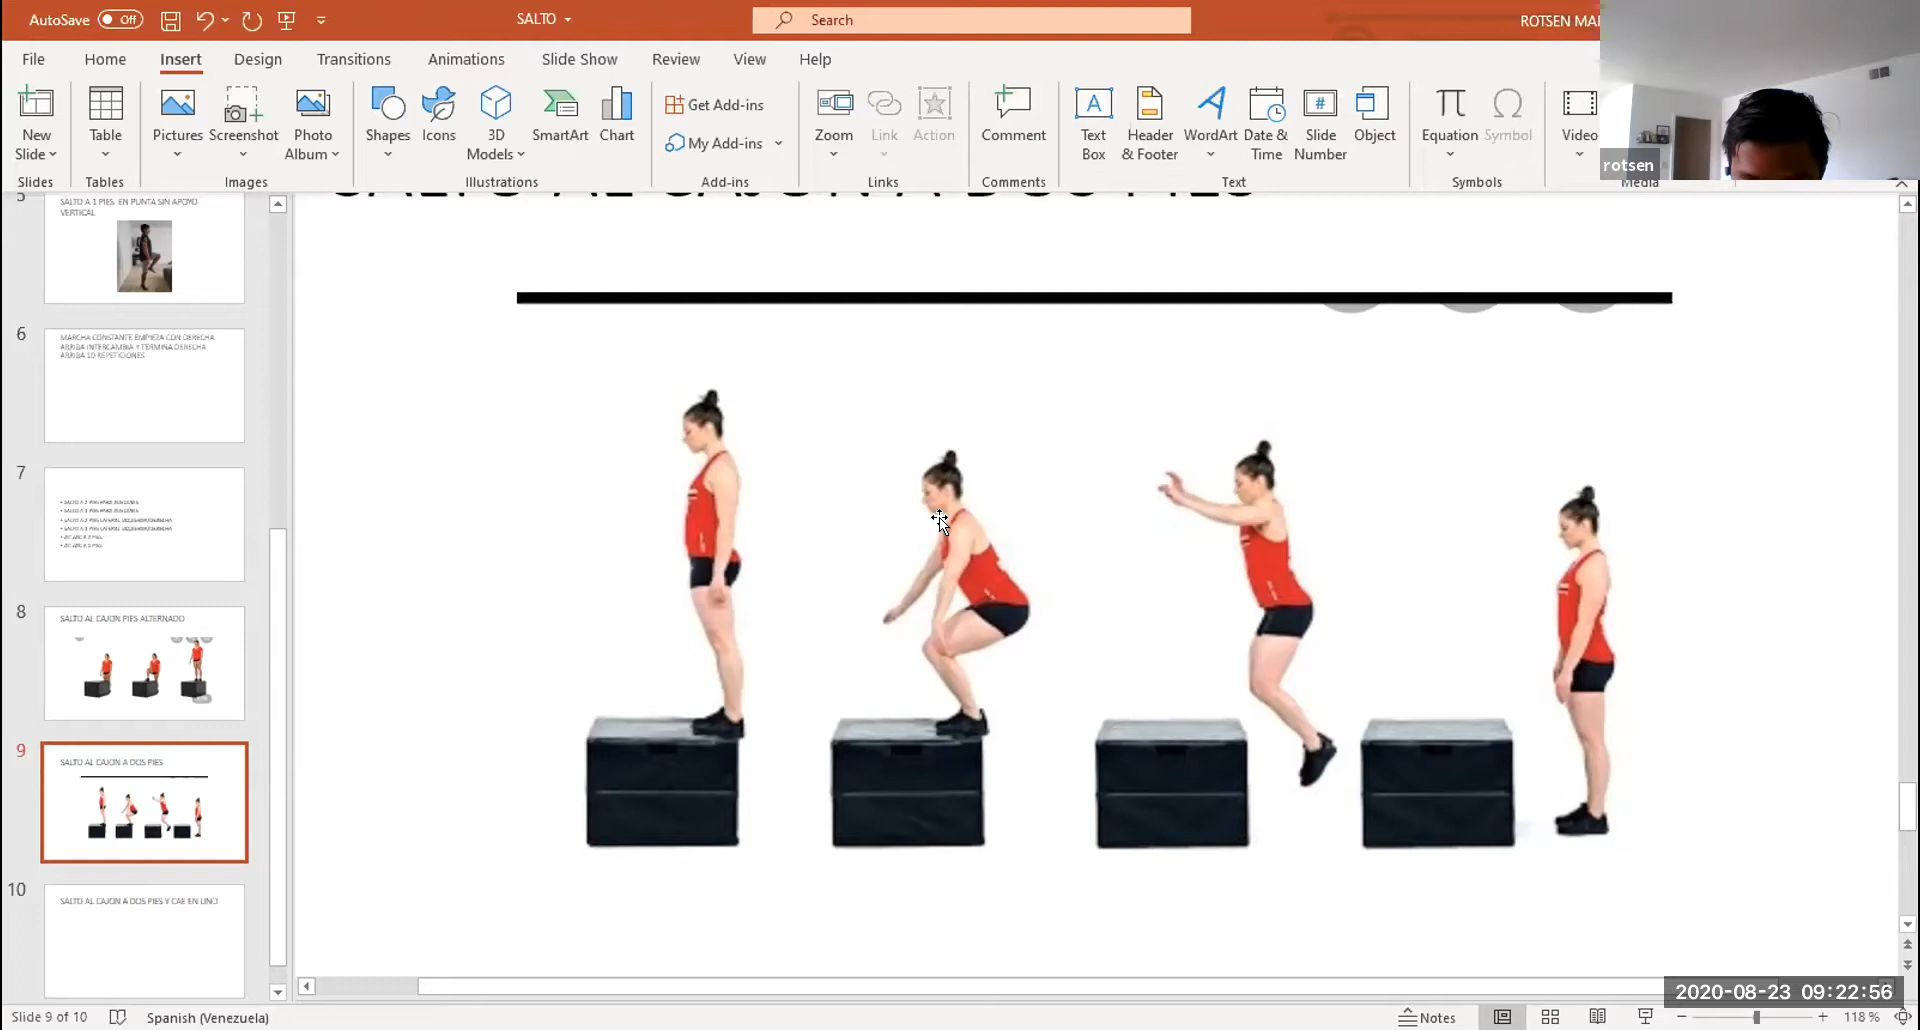 AutoSave Off
SALTO
Search
ROTSEN
File Home Insert Design Transitions Animations Slide Show Review View Help
New Slide
Table
Pictures
Screenshot
Photo Album
Shapes
Icons
3D Models
SmartArt
Chart
Get Add-ins
My Add-ins
Zoom
Link
Action
Comment
Text Box
Header & Footer
WordArt
Date & Time
Slide Number
Object
Equation
Symbol
Video
rotsen
Slides Tables Images Illustrations Add-ins Links Comments Text Symbols Media
5
SALTO A 1 PIES EN PUNTA SIN APOYO
VERTICAL
6
MARCHA CONSTANTE EMPIEZA CON DERECHA
ARRIBA INTERCAMBIA Y TERMINA DERECHA
ARRIBA 10 REPETICIONES
7
8
SALTO AL CAJON PIES ALTERNADO
9
SALTO AL CAJON A DOS PIES
10
SALTO AL CAJON A DOS PIES Y CAE EN UNO
2020-08-23 09:22:56
Slide 9 of 10
Spanish (Venezuela)
Notes
118 %